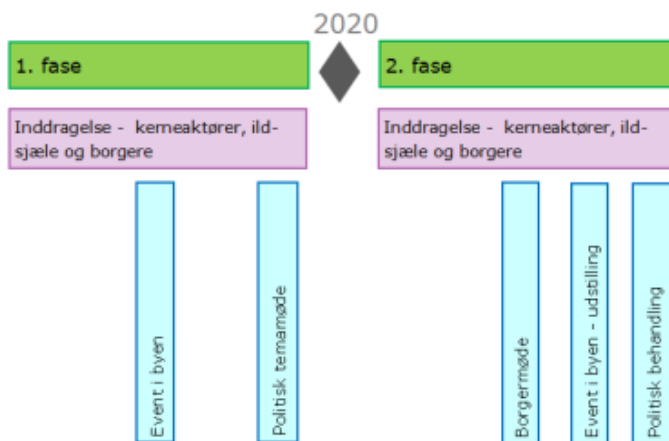 2020
1. fase
2. fase
Inddragelse - kerneaktører, ild-
sjæle og borgere
Inddragelse - kerneaktører, ild-
sjæle og borgere
Event i byen
Politisk temamøde
Borgermøde
Event i byen - udstilling
Politisk behandling